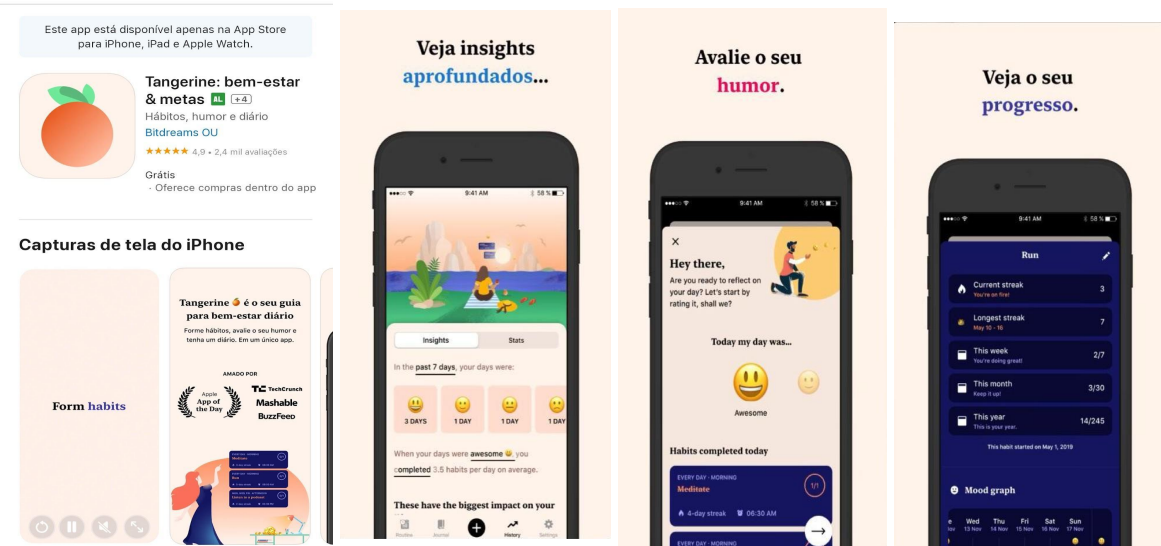 Este app está disponível apenas na App Store
para iPhone, iPad e Apple Watch.
Tangerine: bem-estar
& metas AL +4
Hábitos, humor e diário
Bitdreams OU
★★★★★ 4,9 • 2,4 mil avaliações
Grátis
· Oferece compras dentro do app
Capturas de tela do iPhone
Form habits
Tangerine é o seu guia
para bem-estar diário
Forme hábitos, avalie o seu humor e
tenha um diário. Em um único app.
AMADO POR
Apple
App of
the Day
TechCrunch
Mashable
BuzzFeed
Meditate
Run
Listen to a podcast
Veja insights
aprofundados...
9:41 AM
58 %
Insights
Stats
In the past 7 days, your days were:
3 DAYS
1 DAY
1 DAY
1 DAY
When your days were awesome, you
completed 3.5 habits per day on average.
These have the biggest impact on your
Routine
Journal
History
Settings
Avalie o seu
humor.
9:41 AM
58 %
Hey there,
Are you ready to reflect on
your day? Let's start by
rating it, shall we?
Today my day was...
Awesome
Habits completed today
EVERY DAY · MORNING
Meditate
1/1
4-day streak
06:30 AM
EVERY DAY · MORNING
Veja o seu
progresso.
9:41 AM
58 %
Run
Current streak
You're on fire!
3
Longest streak
May 10 - 16
7
This week
You're doing great!
2/7
This month
Keep it up!
3/30
This year
This is your year.
14/245
This habit started on May 1, 2019
Mood graph
e Wed Thu Fri Sat Sun
Nov 13 Nov 14 Nov 15 Nov 16 Nov 17 Nov